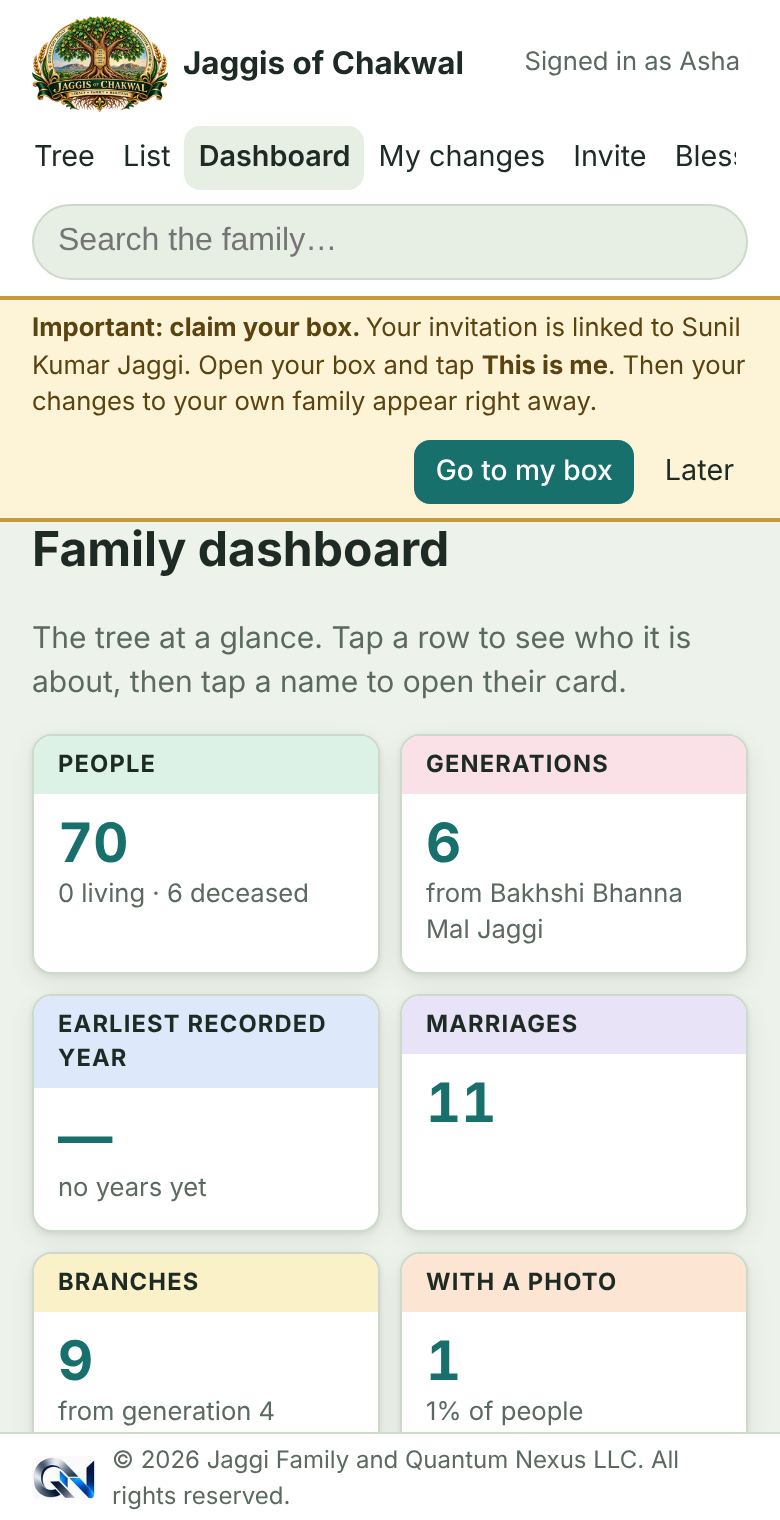 JAGGIS OF CHAKWAL
Jaggis of Chakwal
Signed in as Asha
Tree List Dashboard My changes Invite Bless
Search the family…
Important: claim your box. Your invitation is linked to Sunil
Kumar Jaggi. Open your box and tap This is me. Then your
changes to your own family appear right away.
Go to my box Later
Family dashboard
The tree at a glance. Tap a row to see who it is
about, then tap a name to open their card.
PEOPLE
70
0 living · 6 deceased
GENERATIONS
6
from Bakhshi Bhanna
Mal Jaggi
EARLIEST RECORDED
YEAR
—
no years yet
MARRIAGES
11
BRANCHES
9
from generation 4
WITH A PHOTO
1
1% of people
QN
© 2026 Jaggi Family and Quantum Nexus LLC. All
rights reserved.